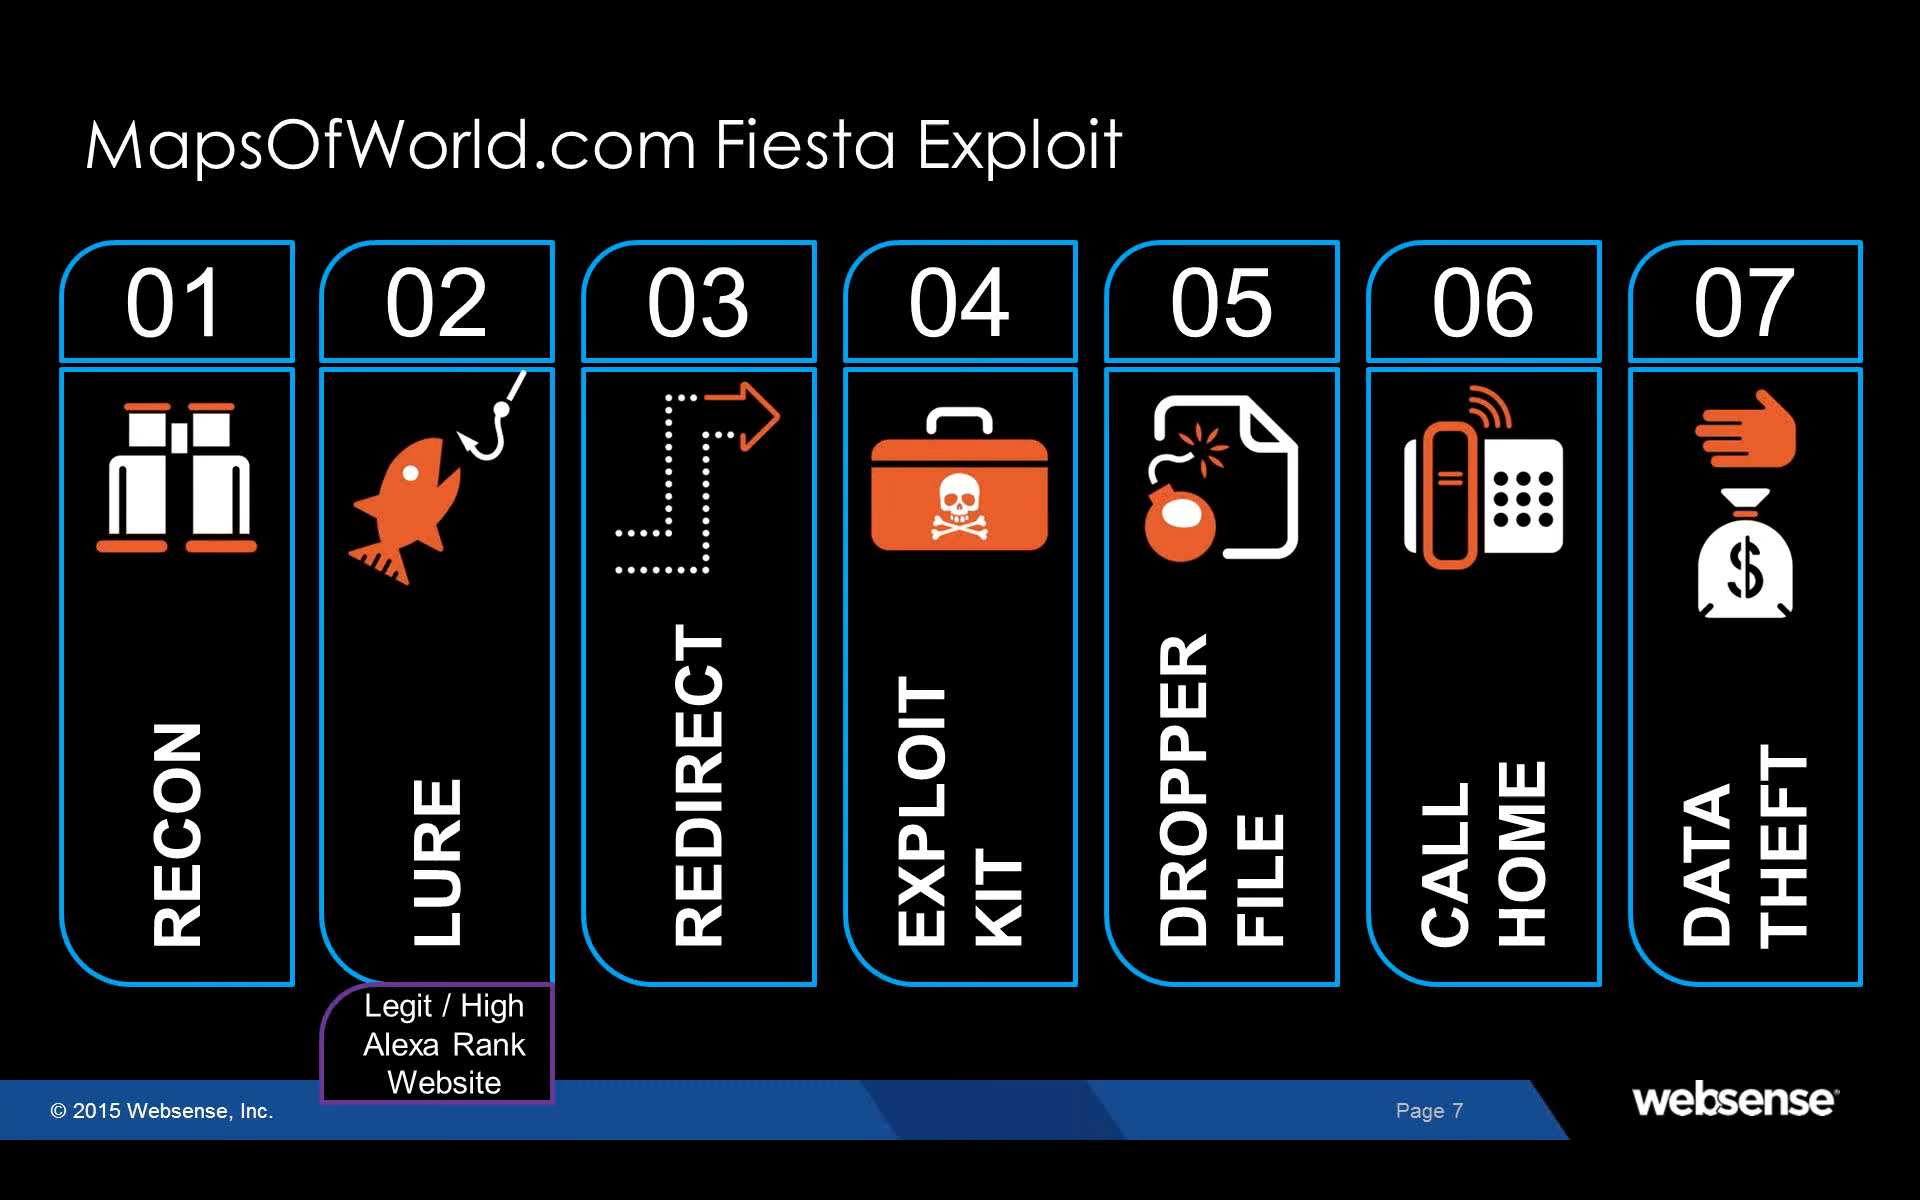 MapsOfWorld.com Fiesta Exploit
01
02
03
04
05
06
07
RECON
LURE
REDIRECT
EXPLOIT
KIT
DROPPER
FILE
CALL
HOME
$
DATA
THEFT
Legit / High
Alexa Rank
Website
© 2015 Websense, Inc.
Page 7
websense®